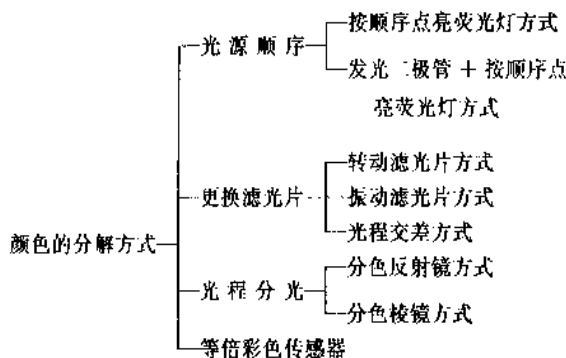 光源顺序
按顺序点亮荧光灯方式
发光二极管 + 按顺序点
亮荧光灯方式
更换滤光片
转动滤光片方式
振动滤光片方式
光程交差方式
颜色的分解方式
光程分光
分色反射镜方式
分色棱镜方式
等倍彩色传感器